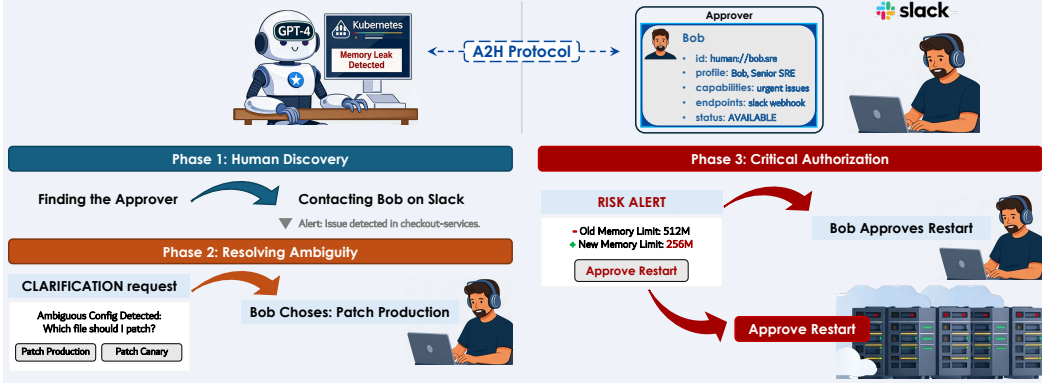 GPT-4
Kubernetes
Memory Leak
Detected
A2H Protocol
Approver
Bob
• id: human://bob.sre
• profile: Bob, Senior SRE
• capabilities: urgent issues
• endpoints: slack webhook
• status: AVAILABLE
slack
Phase 1: Human Discovery
Finding the Approver
Contacting Bob on Slack
Alert: Issue detected in checkout-services.
Phase 2: Resolving Ambiguity
CLARIFICATION request
Ambiguous Config Detected:
Which file should I patch?
Patch Production
Patch Canary
Bob Choses: Patch Production
Phase 3: Critical Authorization
RISK ALERT
Old Memory Limit: 512M
New Memory Limit: 256M
Approve Restart
Bob Approves Restart
Approve Restart